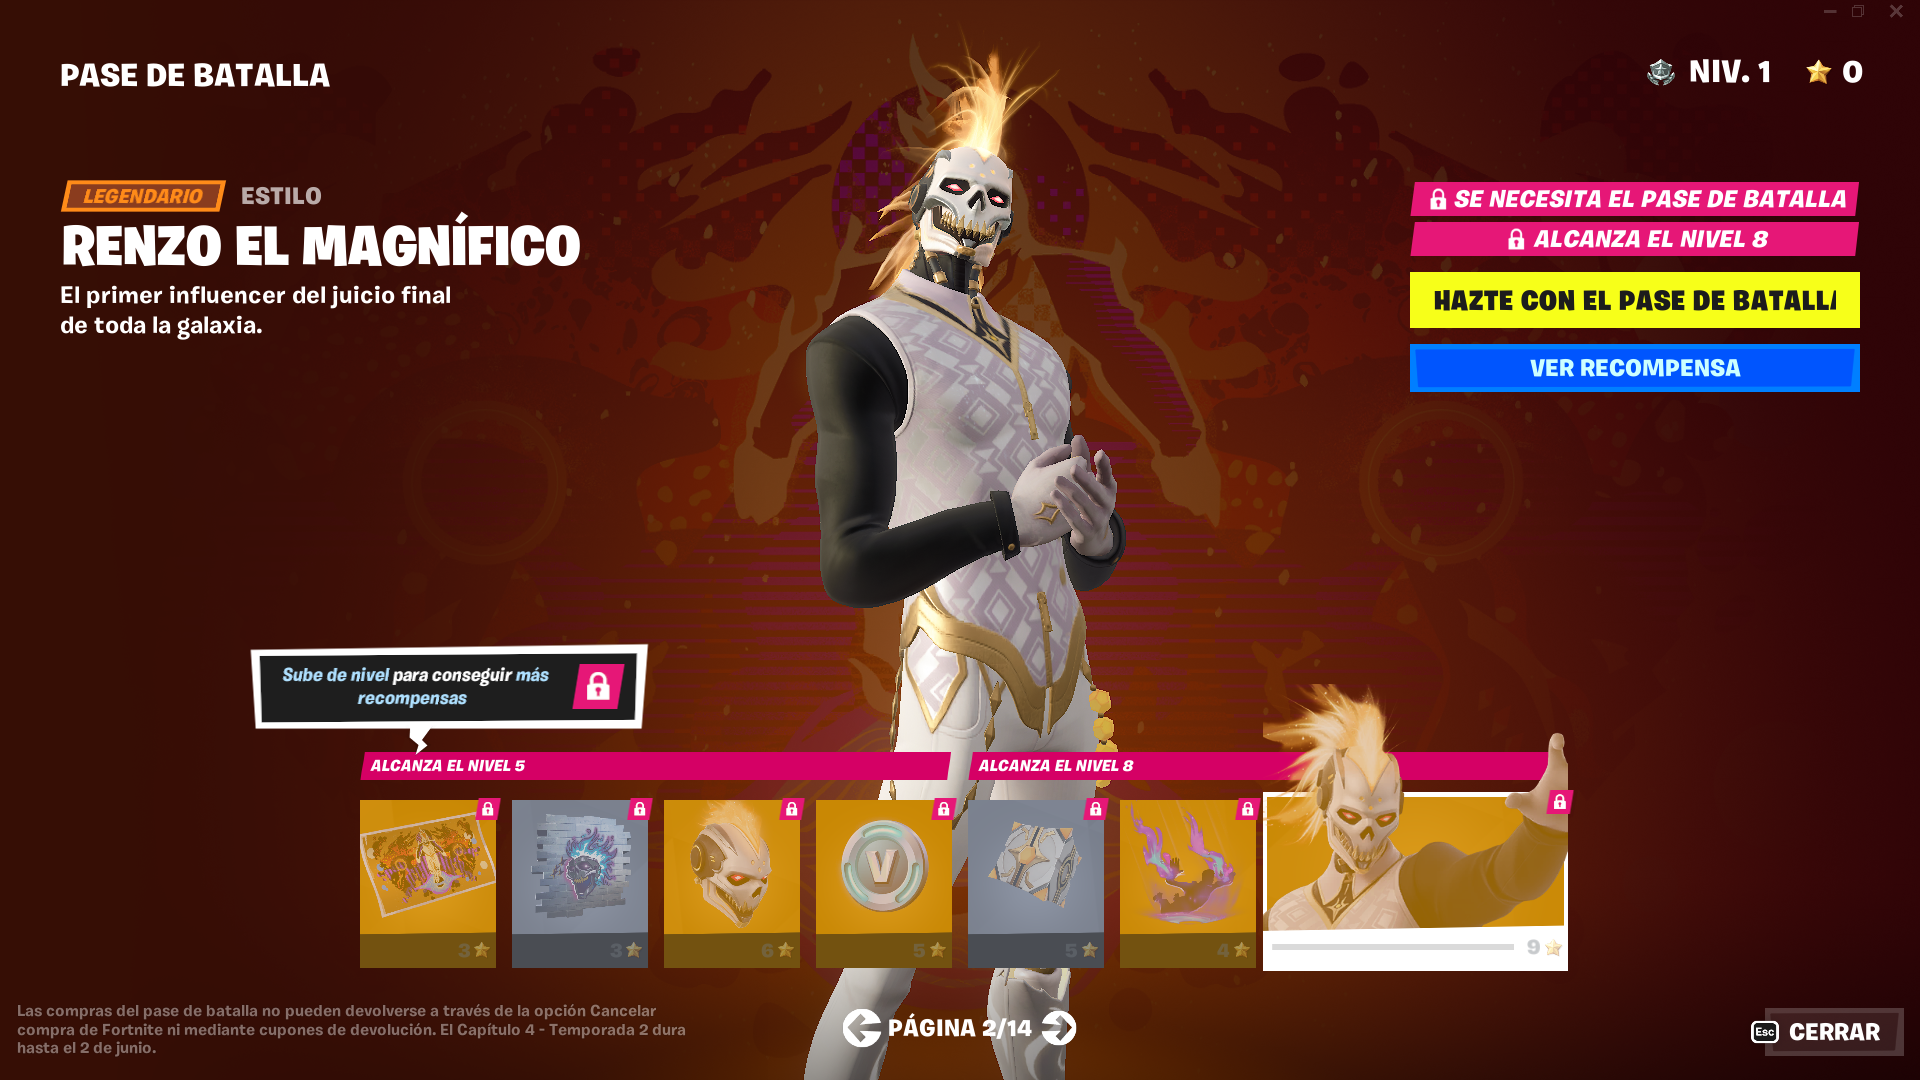 PASE DE BATALLA
NIV. 1
0
LEGENDARIO
ESTILO
RENZO EL MAGNÍFICO
El primer influencer del juicio final
de toda la galaxia.
SE NECESITA EL PASE DE BATALLA
ALCANZA EL NIVEL 8
HAZTE CON EL PASE DE BATALLA
VER RECOMPENSA
Sube de nivel para conseguir más
recompensas
ALCANZA EL NIVEL 5
ALCANZA EL NIVEL 8
V
3
3
6
5
5
4
9
Las compras del pase de batalla no pueden devolverse a través de la opción Cancelar
compra de Fortnite ni mediante cupones de devolución. El Capítulo 4 - Temporada 2 dura
hasta el 2 de junio.
PÁGINA 2/14
Esc
CERRAR